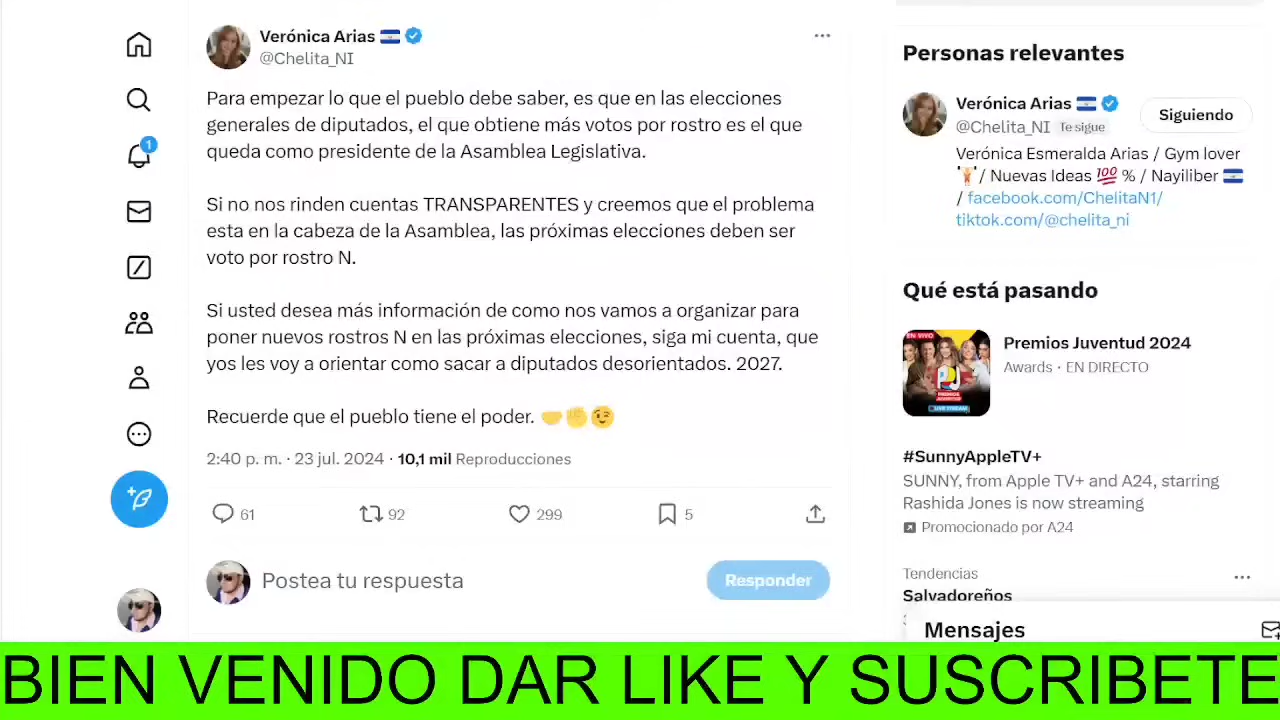 Verónica Arias
@Chelita_NI
Para empezar lo que el pueblo debe saber, es que en las elecciones
generales de diputados, el que obtiene más votos por rostro es el que
queda como presidente de la Asamblea Legislativa.
Si no nos rinden cuentas TRANSPARENTES y creemos que el problema
esta en la cabeza de la Asamblea, las próximas elecciones deben ser
voto por rostro N.
Si usted desea más información de como nos vamos a organizar para
poner nuevos rostros N en las próximas elecciones, siga mi cuenta, que
yos les voy a orientar como sacar a diputados desorientados. 2027.
Recuerde que el pueblo tiene el poder. 🤜✊😉
2:40 p. m. · 23 jul. 2024 · 10,1 mil Reproducciones
61 92 299 5
Postea tu respuesta
Responder
1
Personas relevantes
Verónica Arias
@Chelita_NI Te sigue
Siguiendo
Verónica Esmeralda Arias / Gym lover
🏋/ Nuevas Ideas 💯 % / Nayiliber 🇸🇻
/ facebook.com/ChelitaN1/
tiktok.com/@chelita_ni
Qué está pasando
EN VIVO
PREMIOS JUVENTUD
LIVE STREAM
Premios Juventud 2024
Awards · EN DIRECTO
#SunnyAppleTV+
SUNNY, from Apple TV+ and A24, starring
Rashida Jones is now streaming
Promocionado por A24
Tendencias
Salvadoreños
Mensajes
BIEN VENIDO DAR LIKE Y SUSCRIBETE